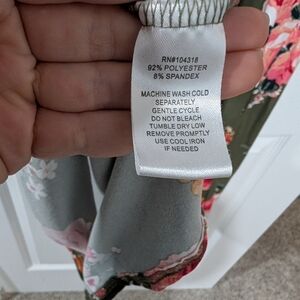 RN#104318
92% POLYESTER
8% SPANDEX
MACHINE WASH COLD
SEPARATELY
GENTLE CYCLE
DO NOT BLEACH
TUMBLE DRY LOW
REMOVE PROMPTLY
USE COOL IRON
IF NEEDED